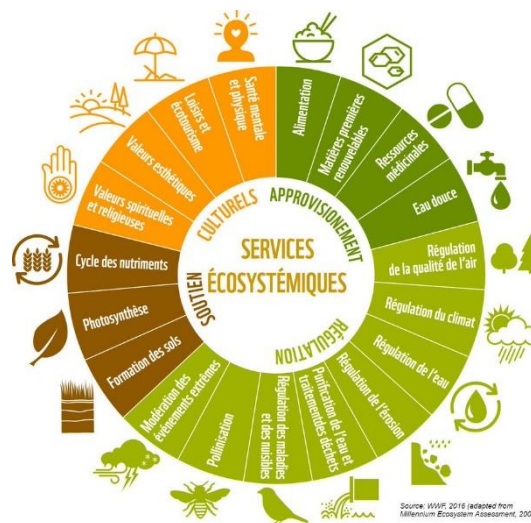 SERVICES
ÉCOSYSTÉMIQUES
CULTURELS
Santé mentale
et physique
Loisirs et
écotourisme
Valeurs esthétiques
Valeurs spirituelles
et religieuses
APPROVISIONEMENT
Alimentation
Matières premières
renouvelables
Ressources
médicinales
Eau douce
RÉGULATION
Régulation
de la qualité de l'air
Régulation du climat
Régulation de l'eau
Régulation de l'érosion
Purification de l'eau et
traitementdes déchets
Régulation des maladies
et des nuisibles
Pollinisation
Modération des
événements extrêmes
SOUTIEN
Cycle des nutriments
Photosynthèse
Formation des sols
Source: WWF, 2016 (adapted from
Millennium Ecosystem Assessment, 200